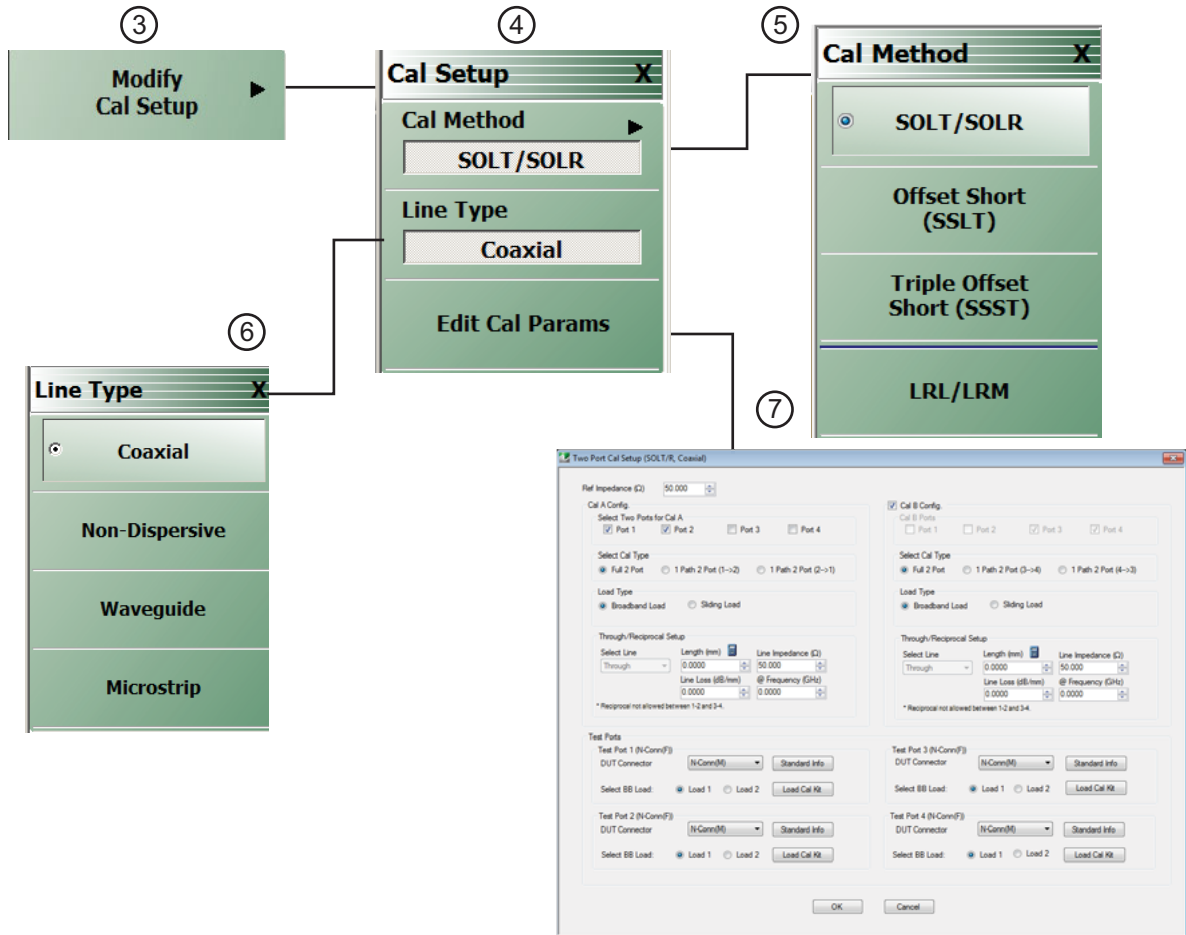 3
Modify
Cal Setup
4
Cal Setup X
Cal Method
SOLT/SOLR
Line Type
Coaxial
Edit Cal Params
5
Cal Method X
SOLT/SOLR
Offset Short
(SSLT)
Triple Offset
Short (SSST)
LRL/LRM
6
Line Type X
Coaxial
Non-Dispersive
Waveguide
Microstrip
7
Two Port Cal Setup (SOLT/R, Coaxial)
Ref Impedance (Ω) 50.000
Cal A Config.
Select Two Ports for Cal A
Port 1 Port 2 Port 3 Port 4
Select Cal Type
Full 2 Port 1 Path 2 Port (1-->2) 1 Path 2 Port (2-->1)
Load Type
Broadband Load Sliding Load
Through/Reciprocal Setup
Select Line Length (mm) Line Impedance (Ω)
Through 0.0000 50.000
Line Loss (dB/mm) @ Frequency (GHz)
0.0000 0.0000
* Reciprocal not allowed between 1-2 and 3-4.
Cal B Config.
Cal B Ports
Port 1 Port 2 Port 3 Port 4
Select Cal Type
Full 2 Port 1 Path 2 Port (3-->4) 1 Path 2 Port (4-->3)
Load Type
Broadband Load Sliding Load
Through/Reciprocal Setup
Select Line Length (mm) Line Impedance (Ω)
Through 0.0000 50.000
Line Loss (dB/mm) @ Frequency (GHz)
0.0000 0.0000
* Reciprocal not allowed between 1-2 and 3-4.
Test Ports
Test Port 1 (N-Conn(F))
DUT Connector N-Conn(M) Standard Info
Select BB Load: Load 1 Load 2 Load Cal Kit
Test Port 2 (N-Conn(F))
DUT Connector N-Conn(M) Standard Info
Select BB Load: Load 1 Load 2 Load Cal Kit
Test Port 3 (N-Conn(F))
DUT Connector N-Conn(M) Standard Info
Select BB Load: Load 1 Load 2 Load Cal Kit
Test Port 4 (N-Conn(F))
DUT Connector N-Conn(M) Standard Info
Select BB Load: Load 1 Load 2 Load Cal Kit
OK Cancel